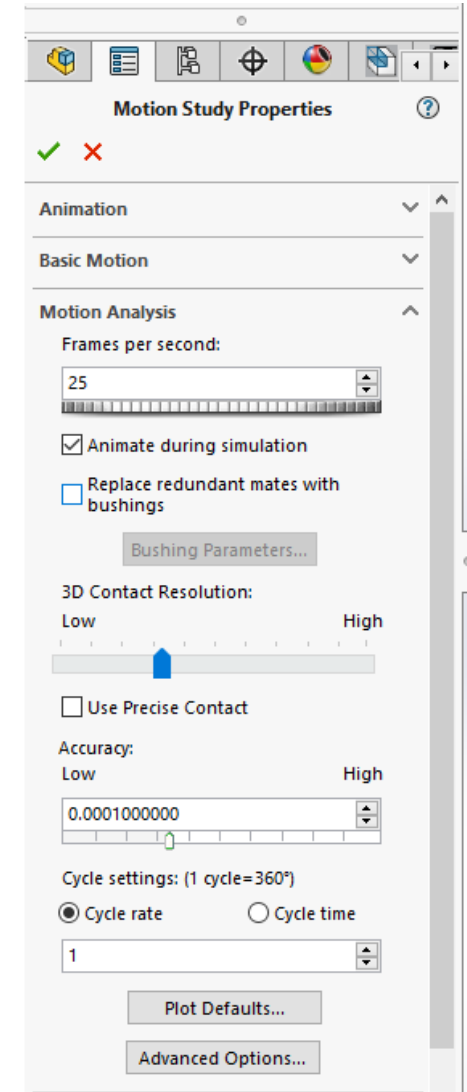 Motion Study Properties
Animation
Basic Motion
Motion Analysis
Frames per second:
25
Animate during simulation
Replace redundant mates with
bushings
Bushing Parameters...
3D Contact Resolution:
Low High
Use Precise Contact
Accuracy:
Low High
0.0001000000
Cycle settings: (1 cycle=360°)
Cycle rate Cycle time
1
Plot Defaults...
Advanced Options...